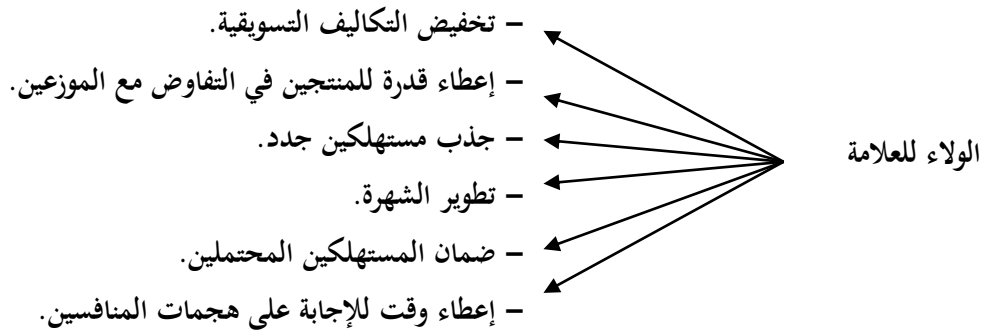 – تخفيض التكاليف التسويقية.
– إعطاء قدرة للمنتجين في التفاوض مع الموزعين.
– جذب مستهلكين جدد.
الولاء للعلامة
– تطوير الشهرة.
– ضمان المستهلكين المحتملين.
– إعطاء وقت للإجابة على هجمات المنافسين.